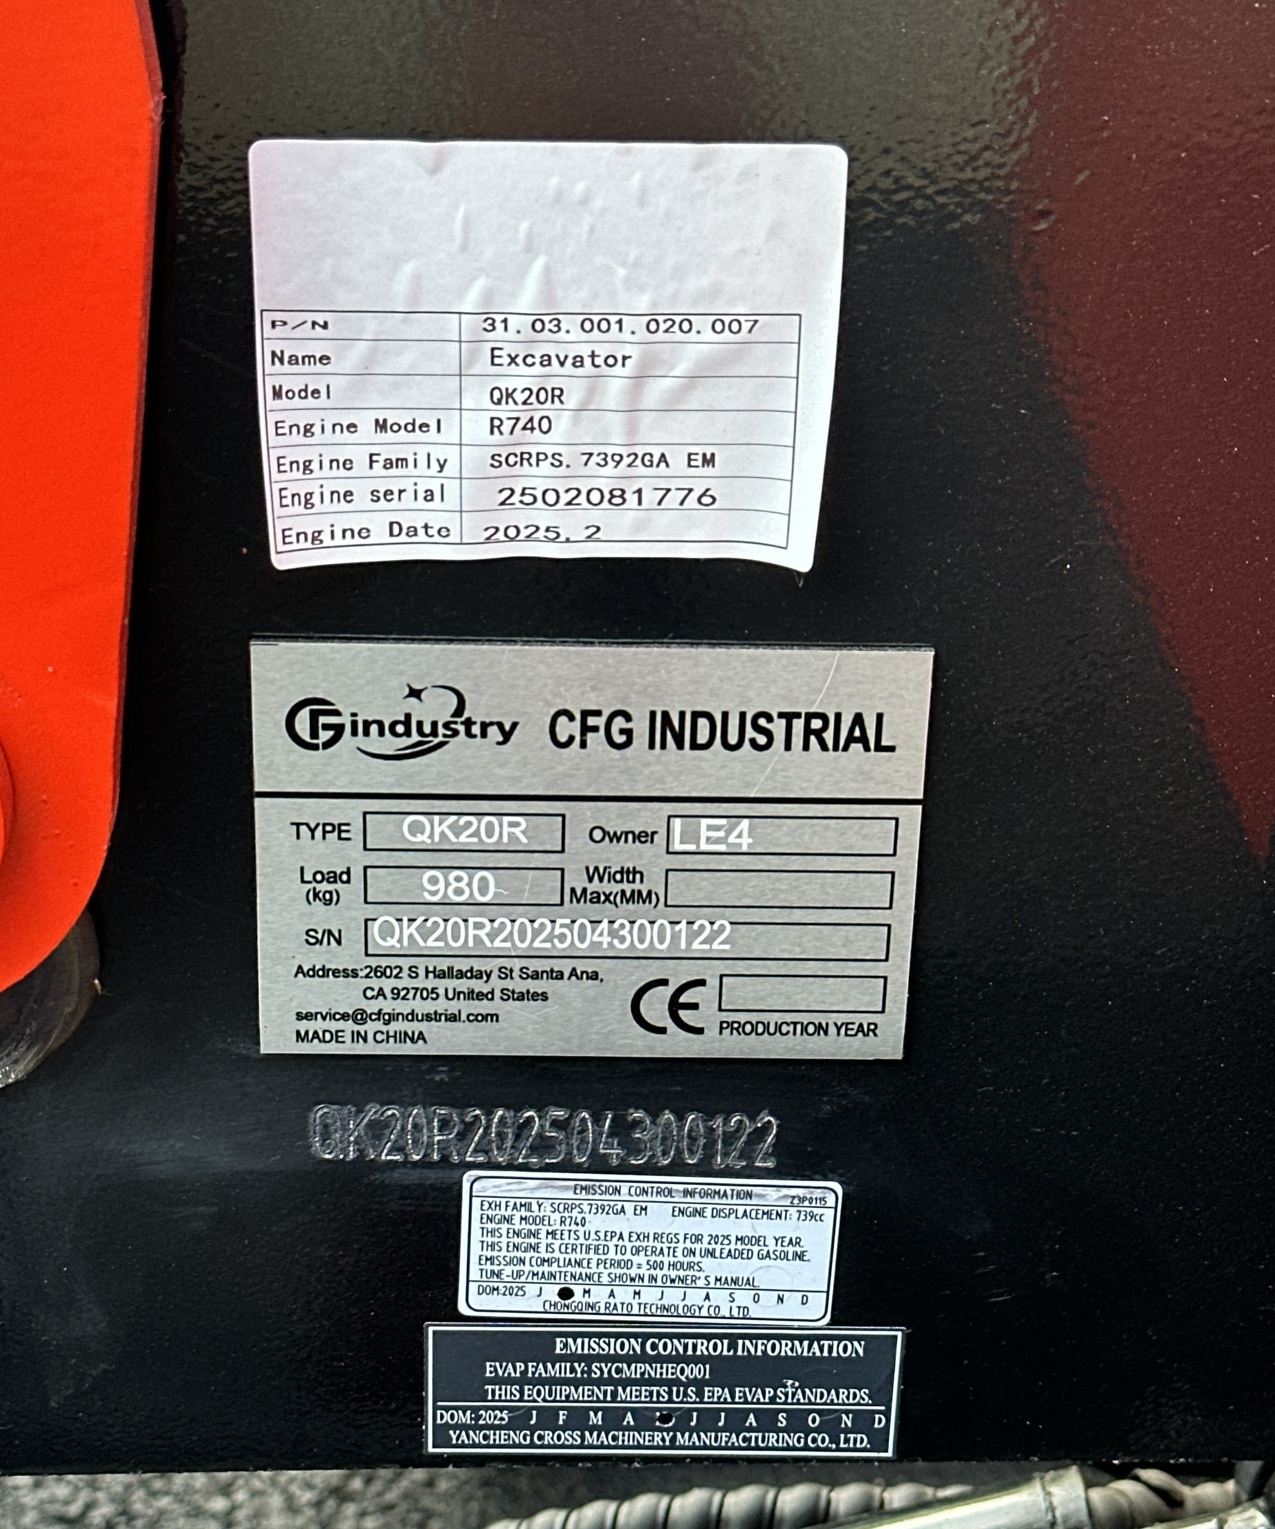 P/N 31.03.001.020.007
Name Excavator
Model QK20R
Engine Model R740
Engine Family SCRPS.7392GA EM
Engine serial 2502081776
Engine Date 2025.2
CFG industry CFG INDUSTRIAL
TYPE QK20R Owner LE4
Load (kg) 980 Width Max(MM)
S/N QK20R202504300122
Address:2602 S Halladay St Santa Ana,
CA 92705 United States
service@cfgindustrial.com
MADE IN CHINA
CE PRODUCTION YEAR
QK20R202504300122
EMISSION CONTROL INFORMATION Z3P0115
EXH FAMILY: SCRPS.7392GA EM ENGINE DISPLACEMENT: 739cc
ENGINE MODEL: R740
THIS ENGINE MEETS U.S.EPA EXH REGS FOR 2025 MODEL YEAR.
THIS ENGINE IS CERTIFIED TO OPERATE ON UNLEADED GASOLINE.
EMISSION COMPLIANCE PERIOD = 500 HOURS.
TUNE-UP/MAINTENANCE SHOWN IN OWNER'S MANUAL.
DOM:2025 J M A M J J A S O N D
CHONGQING RATO TECHNOLOGY CO., LTD.
EMISSION CONTROL INFORMATION
EVAP FAMILY: SYCMPNHEQ001
THIS EQUIPMENT MEETS U.S. EPA EVAP STANDARDS.
DOM: 2025 J F M A J J A S O N D
YANCHENG CROSS MACHINERY MANUFACTURING CO., LTD.